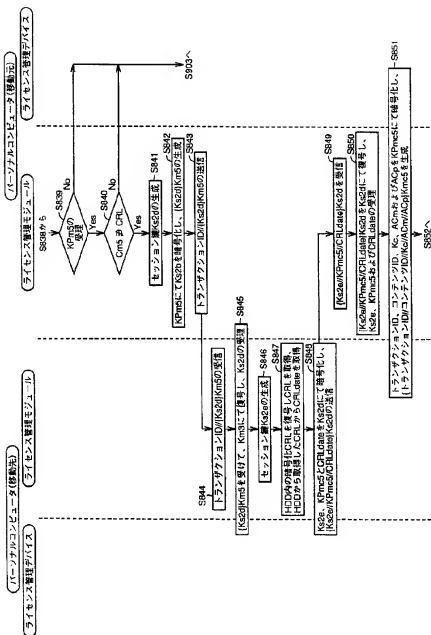 パーソナルコンピュータ(移動先)
ライセンス管理デバイス
ライセンス管理モジュール
パーソナルコンピュータ(移動元)
ライセンス管理モジュール
ライセンス管理デバイス
S838から
KPm5の
受理
S839
No
Yes
Cm5∌CRL
S840
No
Yes
S903へ
セッション鍵Ks2dの生成
S841
KPm5にてKs2bを暗号化し、{Ks2d}Km5の生成
S842
トランザクションID//{Ks2d}Km5の送信
S843
S844
トランザクションID//{Ks2d}Km5の受信
{Ks2d}Km5を受けて、Km5にて復号し、Ks2dの受理
S845
セッション鍵Ks2eの生成
S846
HDD内の暗号化CRLを復号しCRLを取得、
HDDから取得したCRLからCRLdateを取得
S847
Ks2e、KPmc5とCRLdateをKs2dにて暗号化し、
{Ks2e//KPmc5//CRLdate}Ks2dの送信
S848
{Ks2e//KPmc5//CRLdate}Ks2dを受信
S849
{Ks2e//KPmc5//CRLdate}Ks2dをKs2dにて復号し、
Ks2e、KPmc5およびCRLdateの受理
S850
トランザクションID、コンテンツID、Kc、ACmおよびACpをKPmc5にて暗号化し、
{トランザクションID//コンテンツID//Kc//ACm//ACp}Kmc5を生成
S851
S852へ